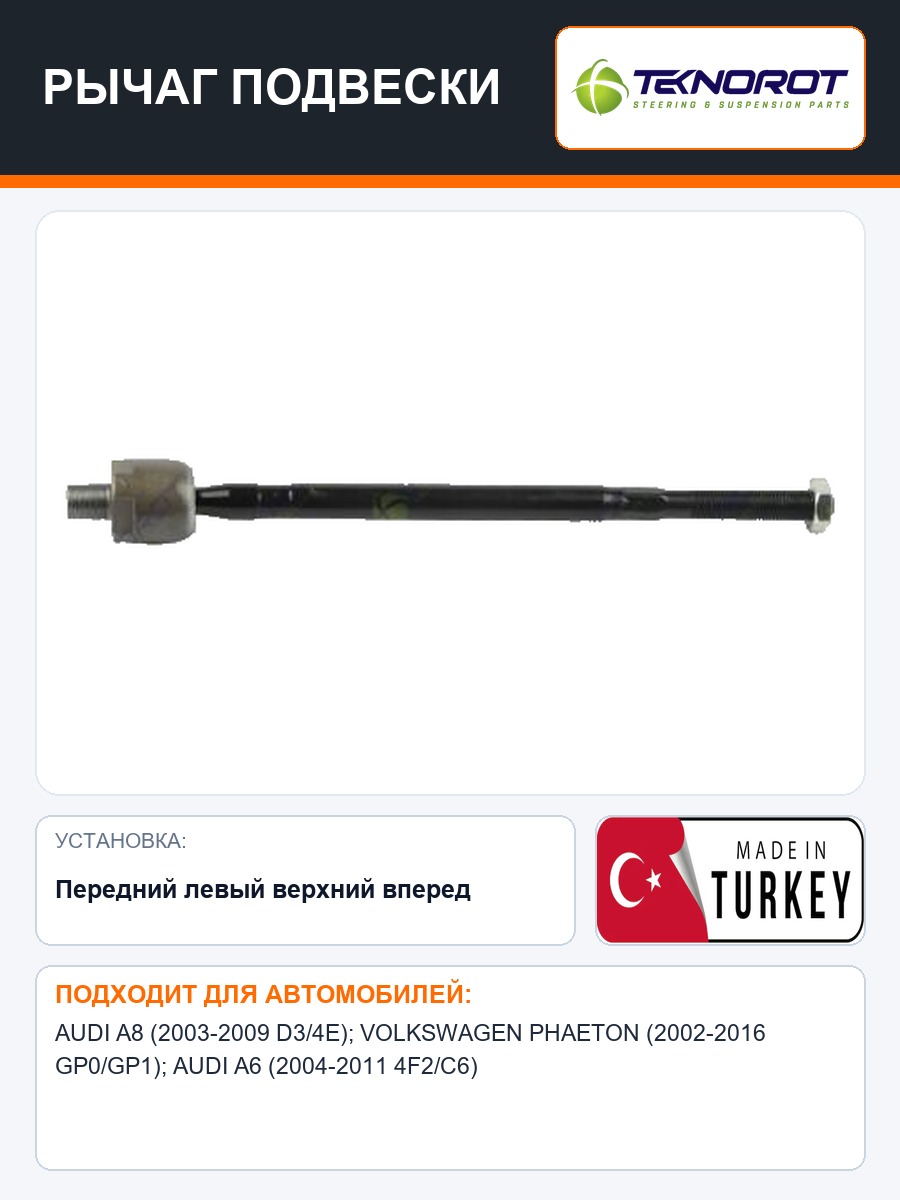 РЫЧАГ ПОДВЕСКИ
TEKNOROT
STEERING & SUSPENSION PARTS
УСТАНОВКА:
Передний левый верхний вперед
MADE IN
TURKEY
ПОДХОДИТ ДЛЯ АВТОМОБИЛЕЙ:
AUDI A8 (2003-2009 D3/4E); VOLKSWAGEN PHAETON (2002-2016
GP0/GP1); AUDI A6 (2004-2011 4F2/C6)